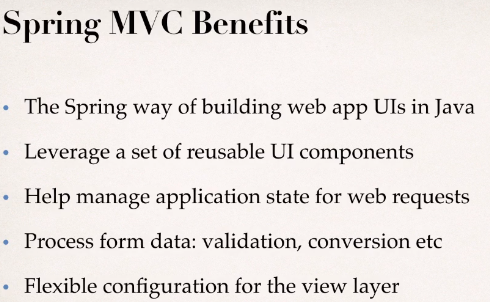 Spring MVC Benefits
• The Spring way of building web app UIs in Java
• Leverage a set of reusable UI components
• Help manage application state for web requests
• Process form data: validation, conversion etc
• Flexible configuration for the view layer